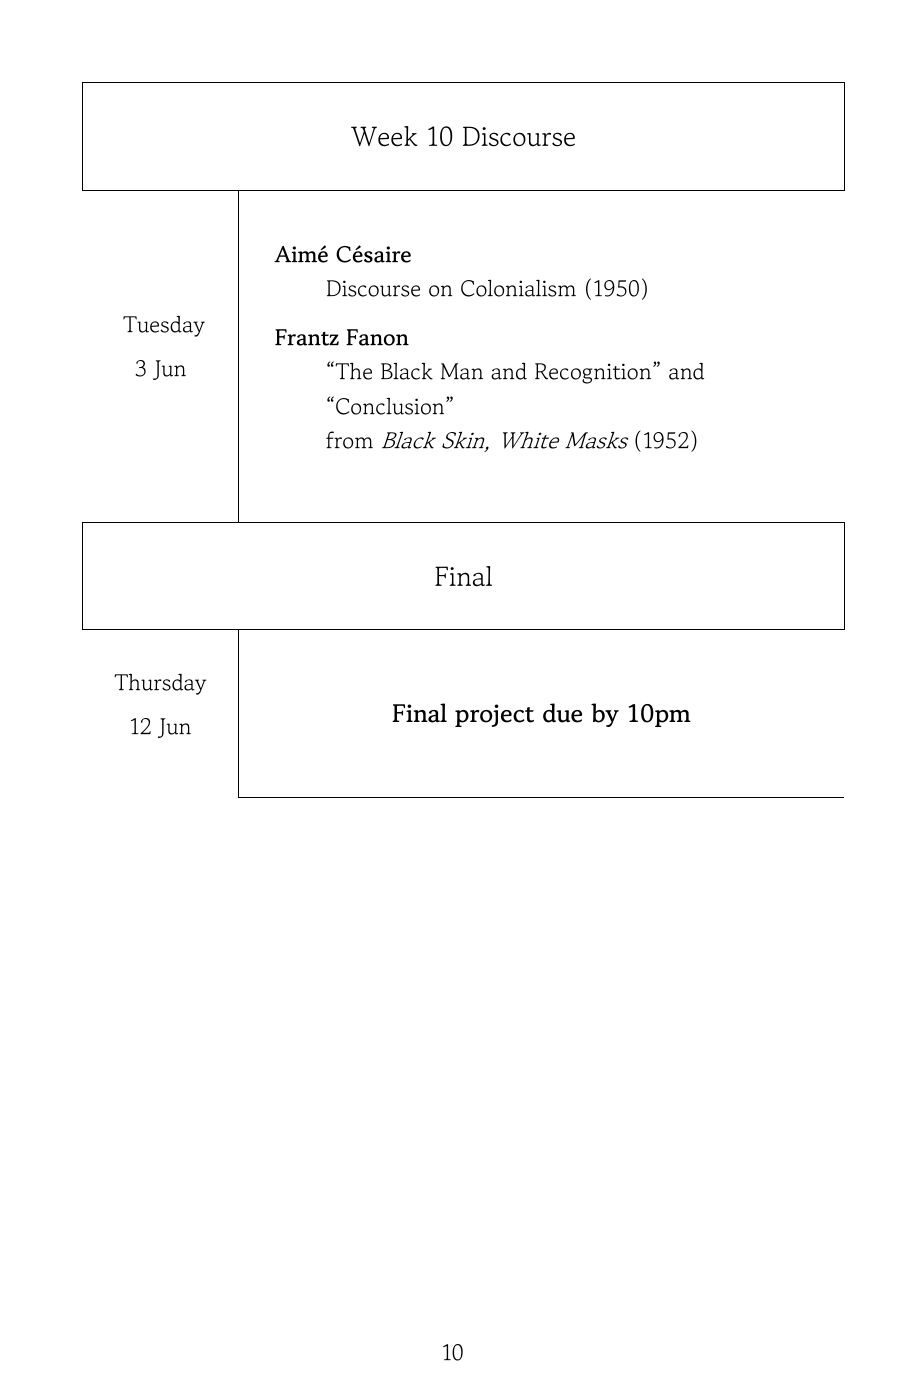 Week 10 Discourse
Tuesday
3 Jun
Aimé Césaire
Discourse on Colonialism (1950)
Frantz Fanon
“The Black Man and Recognition” and
“Conclusion”
from Black Skin, White Masks (1952)
Final
Thursday
12 Jun
Final project due by 10pm
10